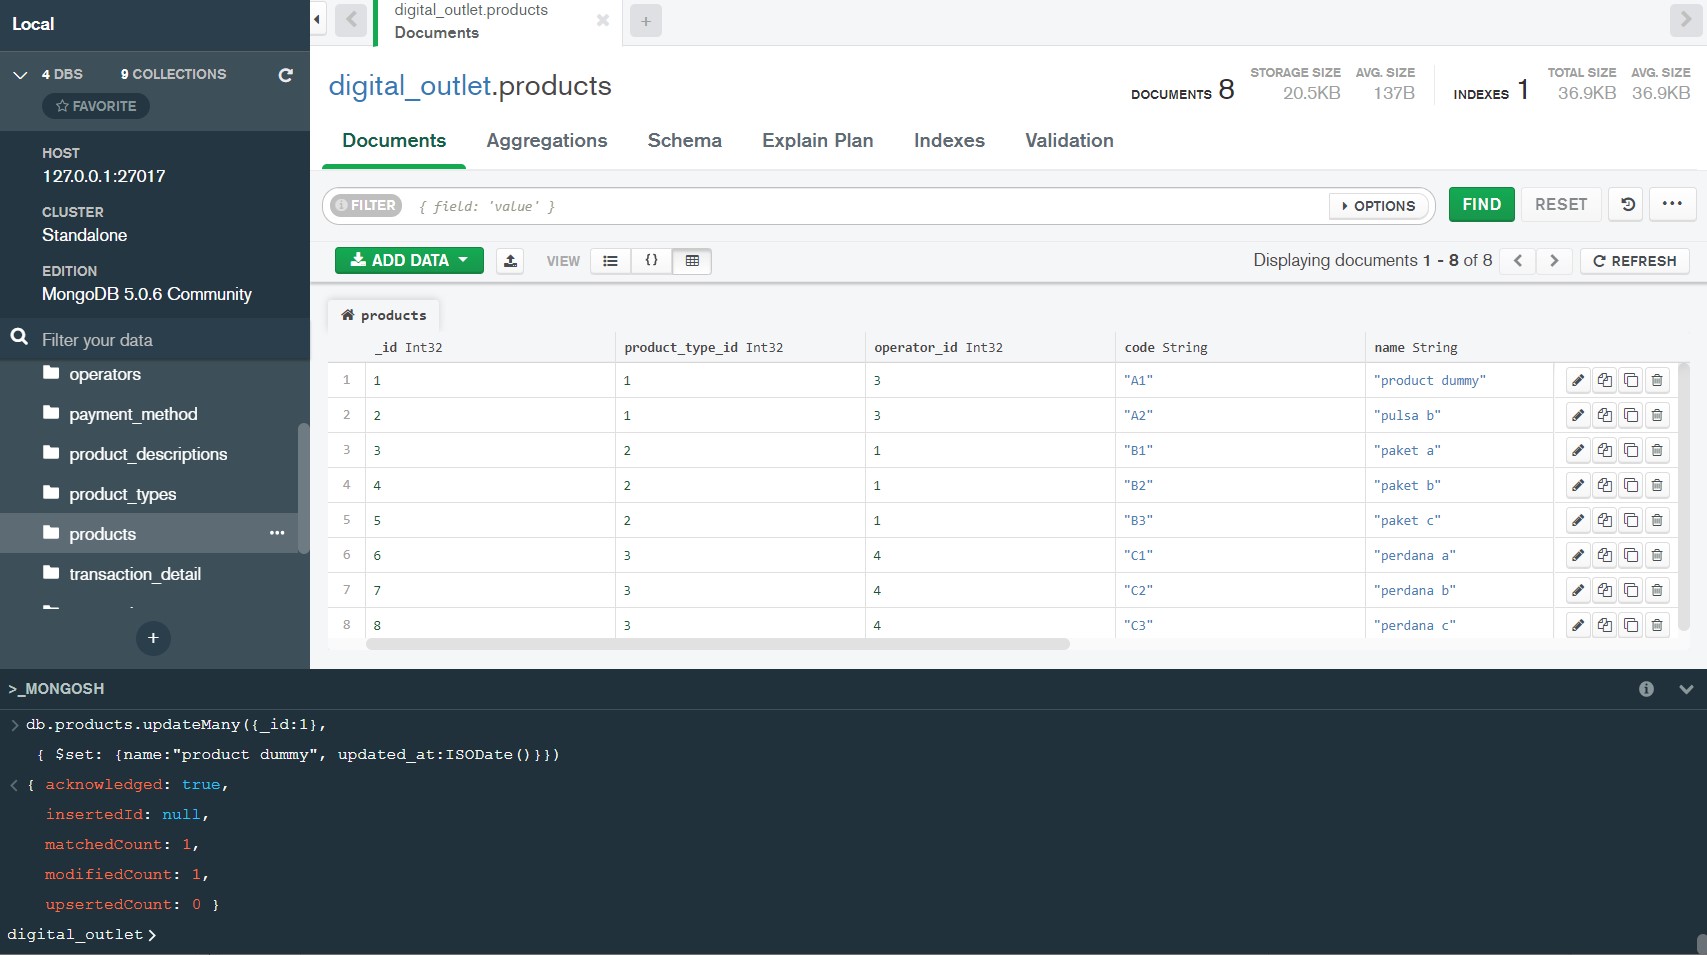 Local
4 DBS 9 COLLECTIONS
FAVORITE
HOST
127.0.0.1:27017
CLUSTER
Standalone
EDITION
MongoDB 5.0.6 Community
Filter your data
operators
payment_method
product_descriptions
product_types
products
transaction_detail
+
digital_outlet.products
Documents
+
digital_outlet.products
DOCUMENTS 8
STORAGE SIZE
20.5KB
AVG. SIZE
137B
INDEXES 1
TOTAL SIZE
36.9KB
AVG. SIZE
36.9KB
Documents Aggregations Schema Explain Plan Indexes Validation
FILTER { field: 'value' } OPTIONS FIND RESET ...
ADD DATA VIEW {} Displaying documents 1 - 8 of 8 < > REFRESH
products
_id Int32 product_type_id Int32 operator_id Int32 code String name String
1 1 1 3 "A1" "product dummy"
2 2 1 3 "A2" "pulsa b"
3 3 2 1 "B1" "paket a"
4 4 2 1 "B2" "paket b"
5 5 2 1 "B3" "paket c"
6 6 3 4 "C1" "perdana a"
7 7 3 4 "C2" "perdana b"
8 8 3 4 "C3" "perdana c"
>_MONGOSH
> db.products.updateMany({_id:1},
{ $set: {name:"product dummy", updated_at:ISODate()}})
< { acknowledged: true,
insertedId: null,
matchedCount: 1,
modifiedCount: 1,
upsertedCount: 0 }
digital_outlet>